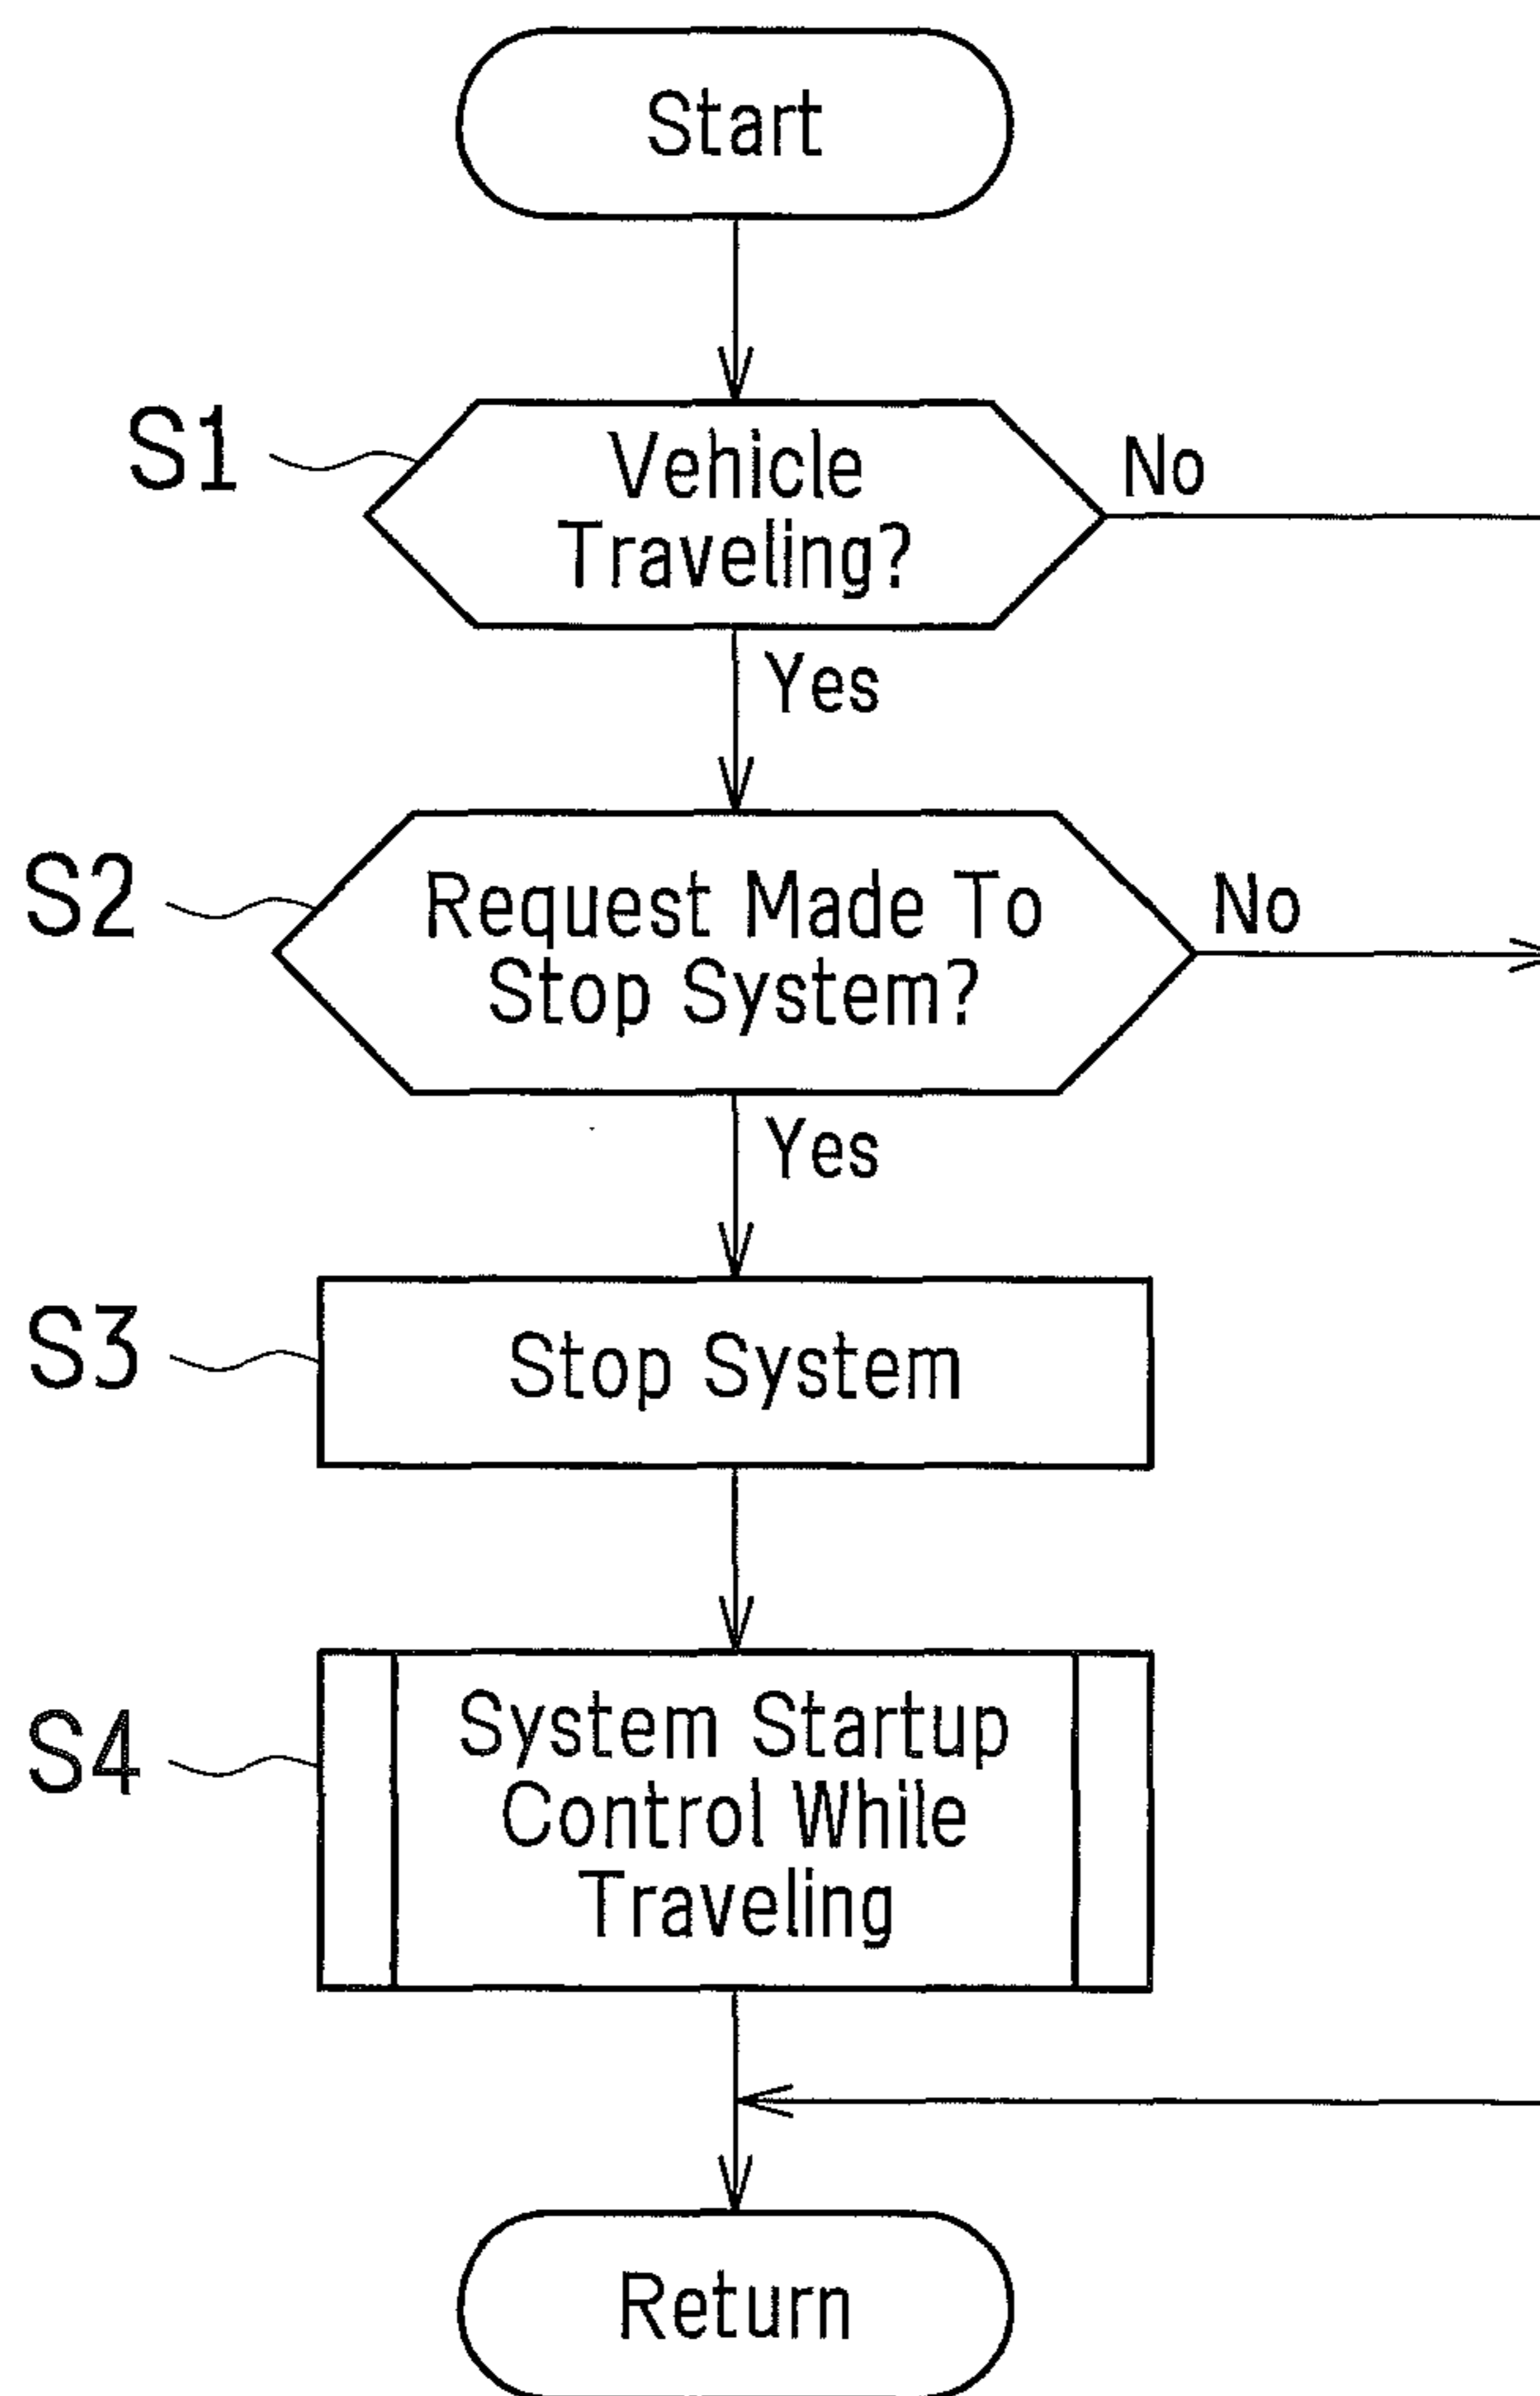 Start
S1
Vehicle
Traveling?
No
Yes
S2
Request Made To
Stop System?
No
Yes
S3
Stop System
S4
System Startup
Control While
Traveling
Return